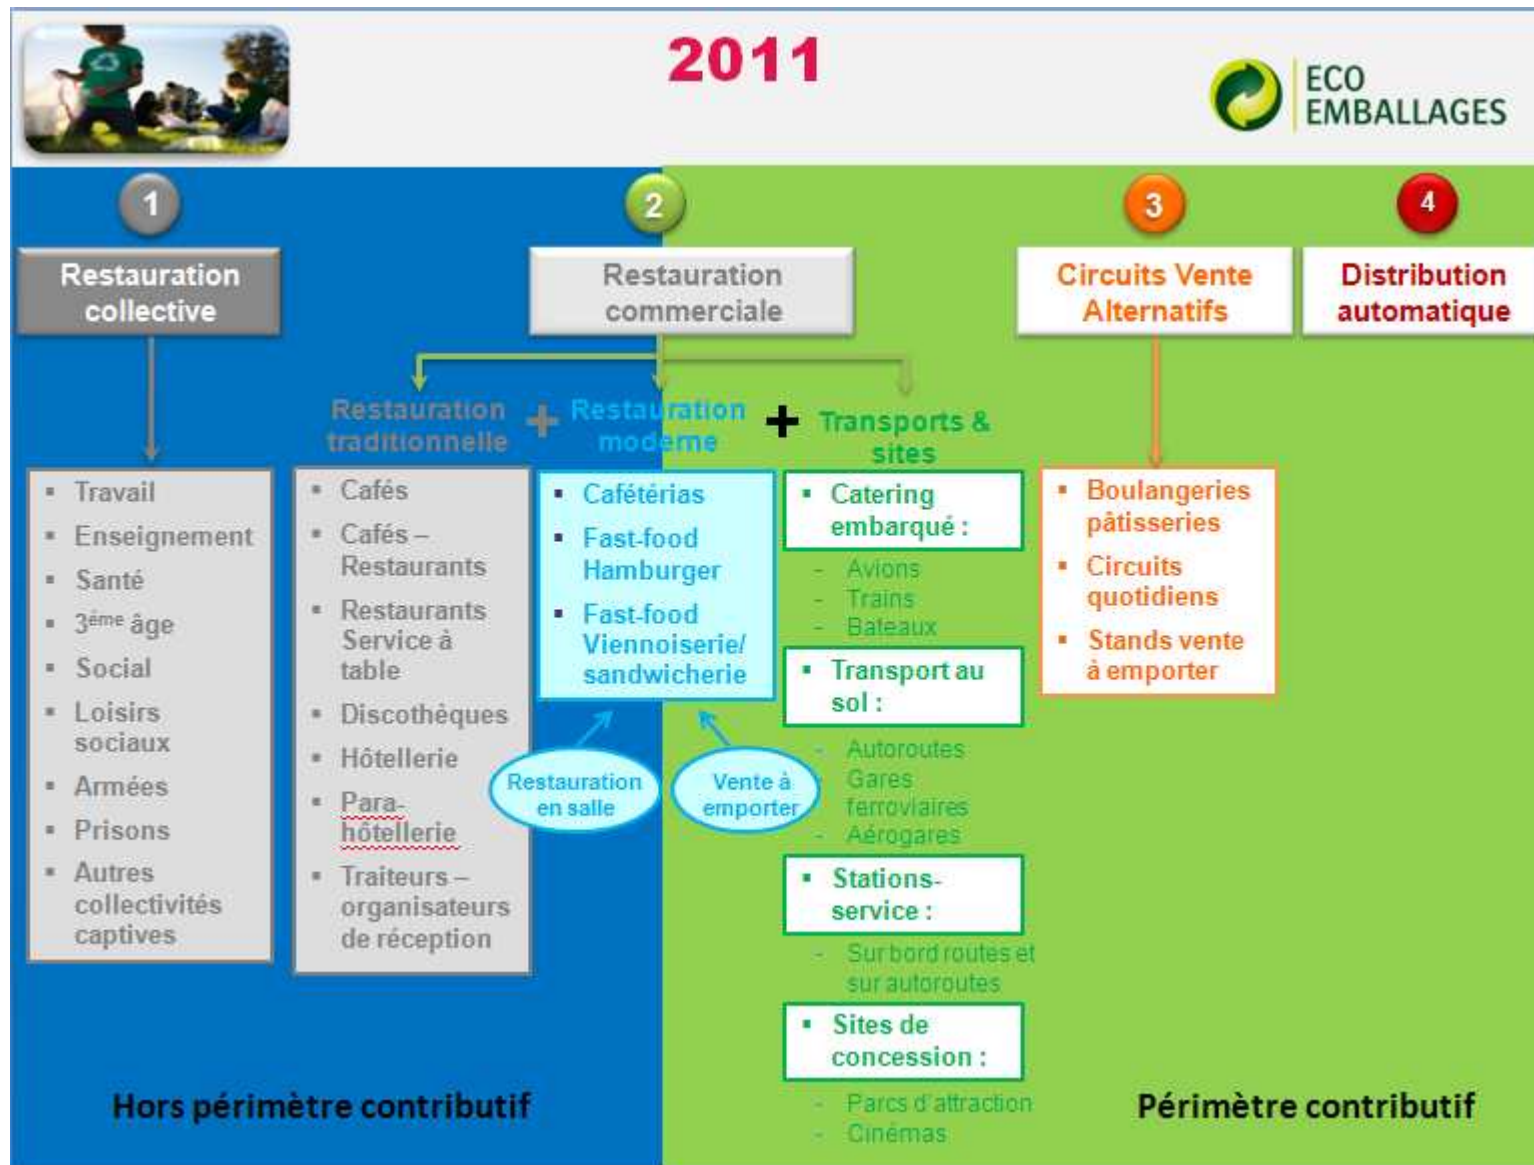 2011
ECO
EMBALLAGES
1
Restauration
collective
2
Restauration
commerciale
3
Circuits Vente
Alternatifs
4
Distribution
automatique
Restauration
traditionnelle
+
Restauration
moderne
+
Transports &
sites
▪ Travail
▪ Enseignement
▪ Santé
▪ 3éme âge
▪ Social
▪ Loisirs
sociaux
▪ Armées
▪ Prisons
▪ Autres
collectivités
captives
▪ Cafés
▪ Cafés –
Restaurants
▪ Restaurants
Service à
table
▪ Discothèques
▪ Hôtellerie
▪ Para-
hôtellerie
▪ Traiteurs –
organisateurs
de réception
▪ Cafétérias
▪ Fast-food
Hamburger
▪ Fast-food
Viennoiserie/
sandwicherie
Restauration
en salle
Vente à
emporter
▪ Catering
embarqué :
- Avions
- Trains
- Bateaux
▪ Transport au
sol :
- Autoroutes
- Gares
ferroviaires
- Aérogares
▪ Stations-
service :
- Sur bord routes et
sur autoroutes
▪ Sites de
concession :
- Parcs d'attraction
- Cinémas
▪ Boulangeries
pâtisseries
▪ Circuits
quotidiens
▪ Stands vente
à emporter
Hors périmètre contributif
Périmètre contributif